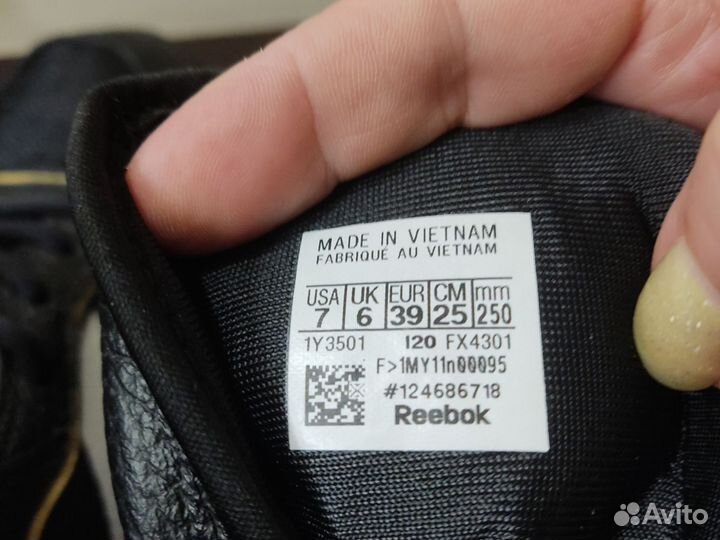 MADE IN VIETNAM
FABRIQUÉ AU VIETNAM
USA UK EUR CM mm
7 6 39 25 250
1Y3501 I20 FX4301
F>1MY11n00095
#124686718
Reebok
Avito